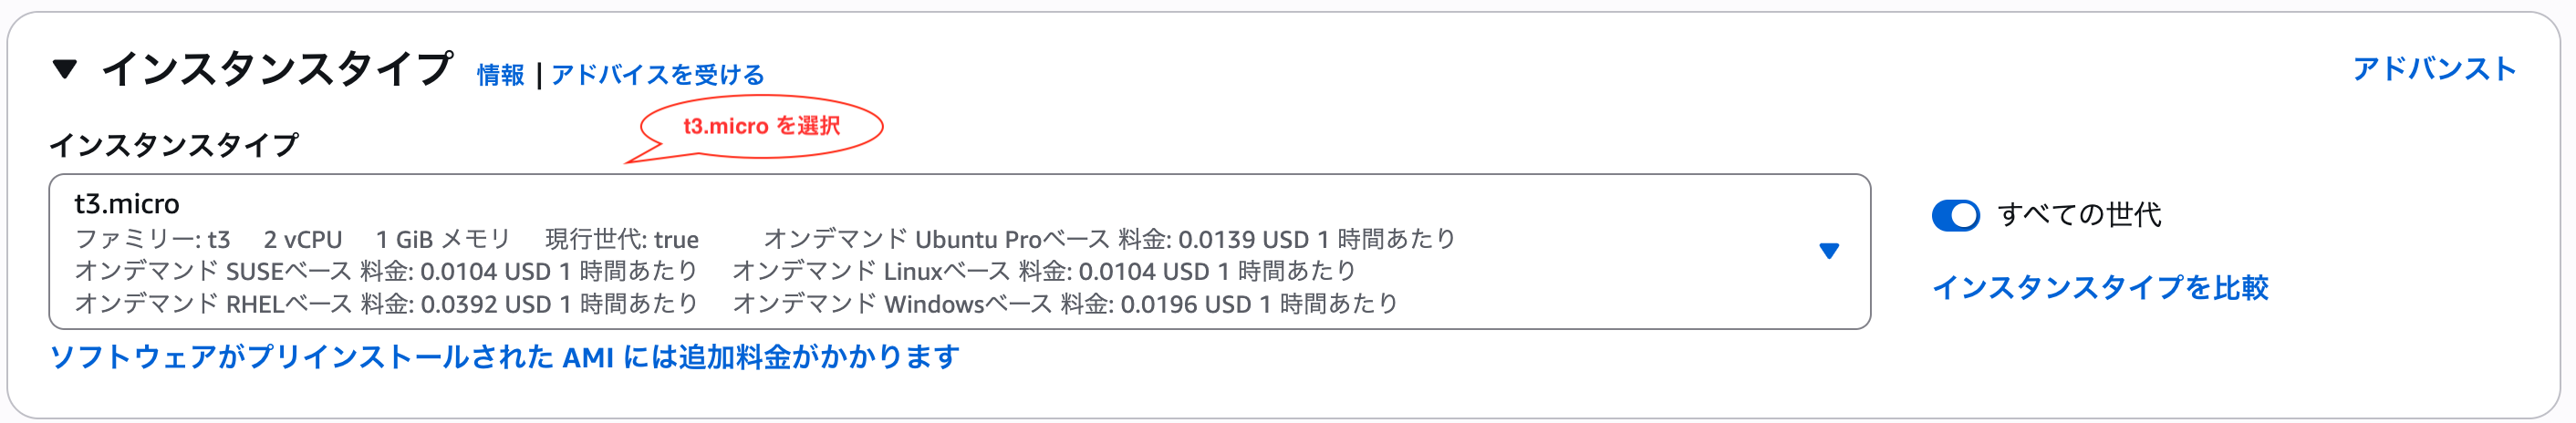 ▼ インスタンスタイプ 情報 | アドバイスを受ける
アドバンスト
t3.micro を選択
インスタンスタイプ
t3.micro
ファミリー: t3 2 vCPU 1 GiB メモリ 現行世代: true オンデマンド Ubuntu Proベース 料金: 0.0139 USD 1 時間あたり
オンデマンド SUSEベース 料金: 0.0104 USD 1 時間あたり オンデマンド Linuxベース 料金: 0.0104 USD 1 時間あたり
オンデマンド RHELベース 料金: 0.0392 USD 1 時間あたり オンデマンド Windowsベース 料金: 0.0196 USD 1 時間あたり
すべての世代
インスタンスタイプを比較
ソフトウェアがプリインストールされた AMI には追加料金がかかります